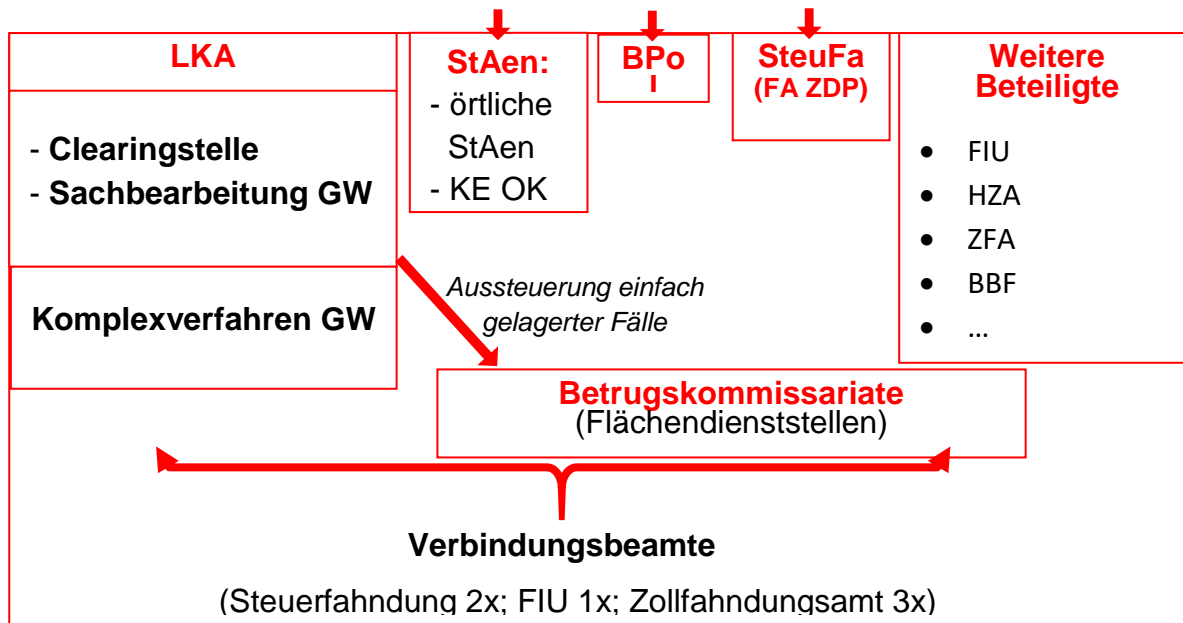 LKA
- Clearingstelle
- Sachbearbeitung GW
Komplexverfahren GW
StAen:
- örtliche
StAen
- KE OK
BPo
l
SteuFa
(FA ZDP)
Weitere
Beteiligte
• FIU
• HZA
• ZFA
• BBF
• ...
Aussteuerung einfach
gelagerter Fälle
Betrugskommissariate
(Flächendienststellen)
Verbindungsbeamte
(Steuerfahndung 2x; FIU 1x; Zollfahndungsamt 3x)